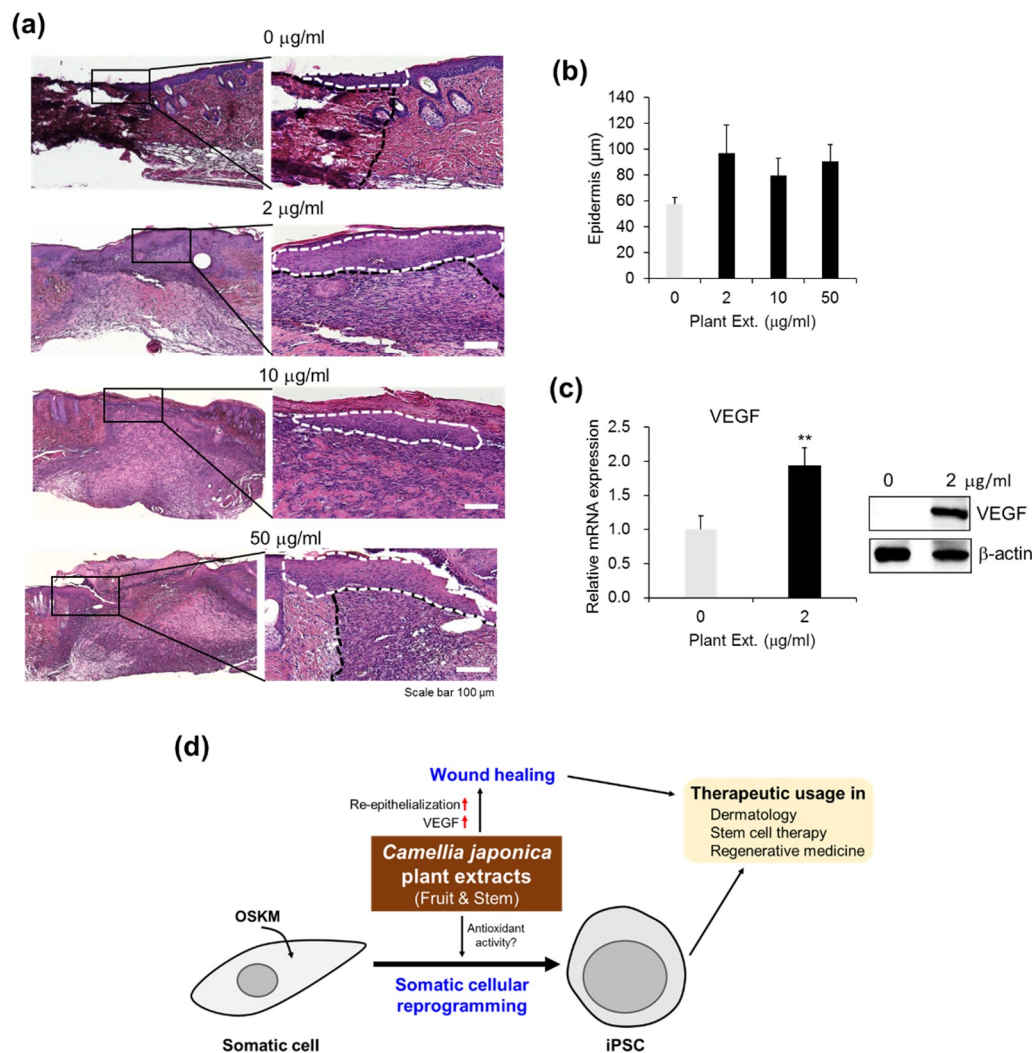 (a)
0 μg/ml
2 μg/ml
10 μg/ml
50 μg/ml
Scale bar 100 μm
(b)
Epidermis (μm)
140
120
100
80
60
40
20
0
0 2 10 50
Plant Ext. (μg/ml)
(c)
VEGF
Relative mRNA expression
2.5
2.0
1.5
1.0
0.5
0.0
**
0 2
Plant Ext. (μg/ml)
0 2 μg/ml
VEGF
β-actin
(d)
Wound healing
Re-epithelialization
VEGF
Camellia japonica
plant extracts
(Fruit & Stem)
Therapeutic usage in
Dermatology
Stem cell therapy
Regenerative medicine
OSKM
Antioxidant
activity?
Somatic cellular
reprogramming
Somatic cell
iPSC